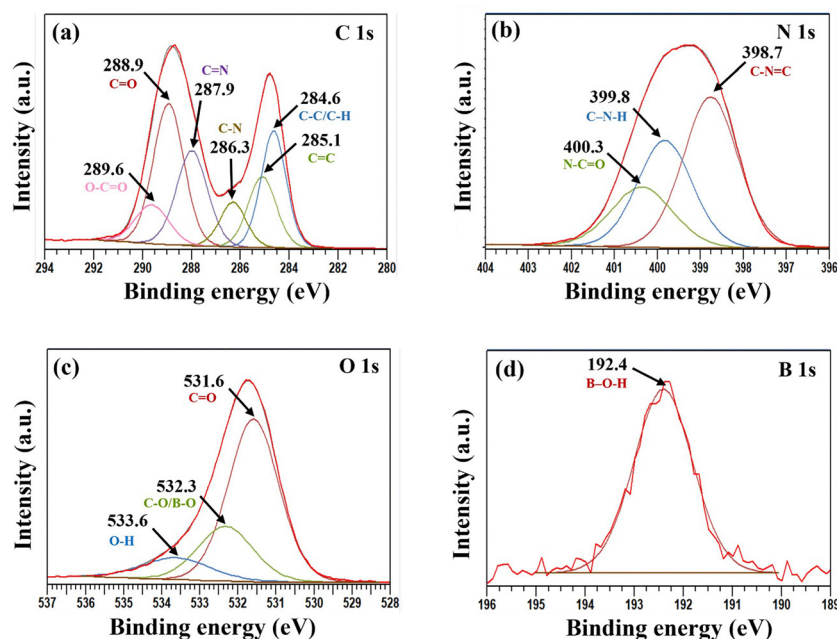 (a)
C 1s
288.9
C=O
C=N
287.9
C-N
286.3
284.6
C-C/C-H
285.1
C=C
289.6
O-C=O
Intensity (a.u.)
294 292 290 288 286 284 282 280
Binding energy (eV)
(b)
N 1s
398.7
C-N=C
399.8
C–N-H
400.3
N-C=O
Intensity (a.u.)
404 403 402 401 400 399 398 397 396
Binding energy (eV)
(c)
O 1s
531.6
C=O
532.3
C-O/B-O
533.6
O-H
Intensity (a.u.)
537 536 535 534 533 532 531 530 529 528
Binding energy (eV)
(d)
B 1s
192.4
B–O-H
Intensity (a.u.)
196 195 194 193 192 191 190 189
Binding energy (eV)